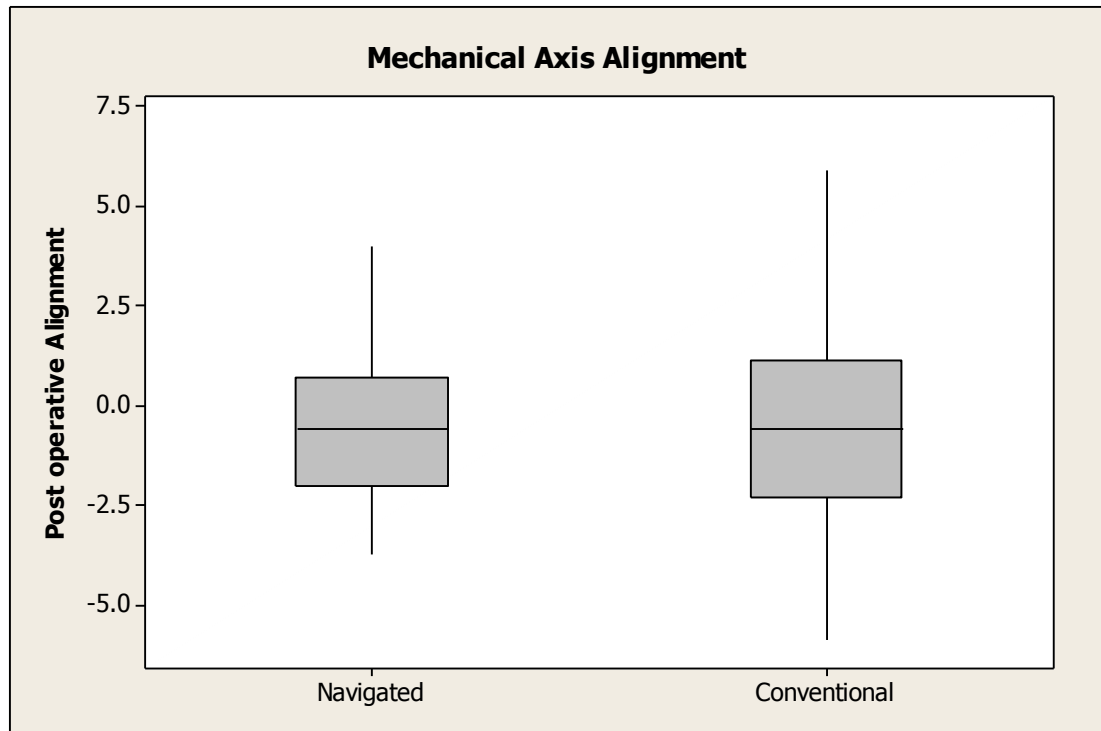 Mechanical Axis Alignment
7.5
5.0
2.5
0.0
-2.5
-5.0
Post operative Alignment
Navigated
Conventional